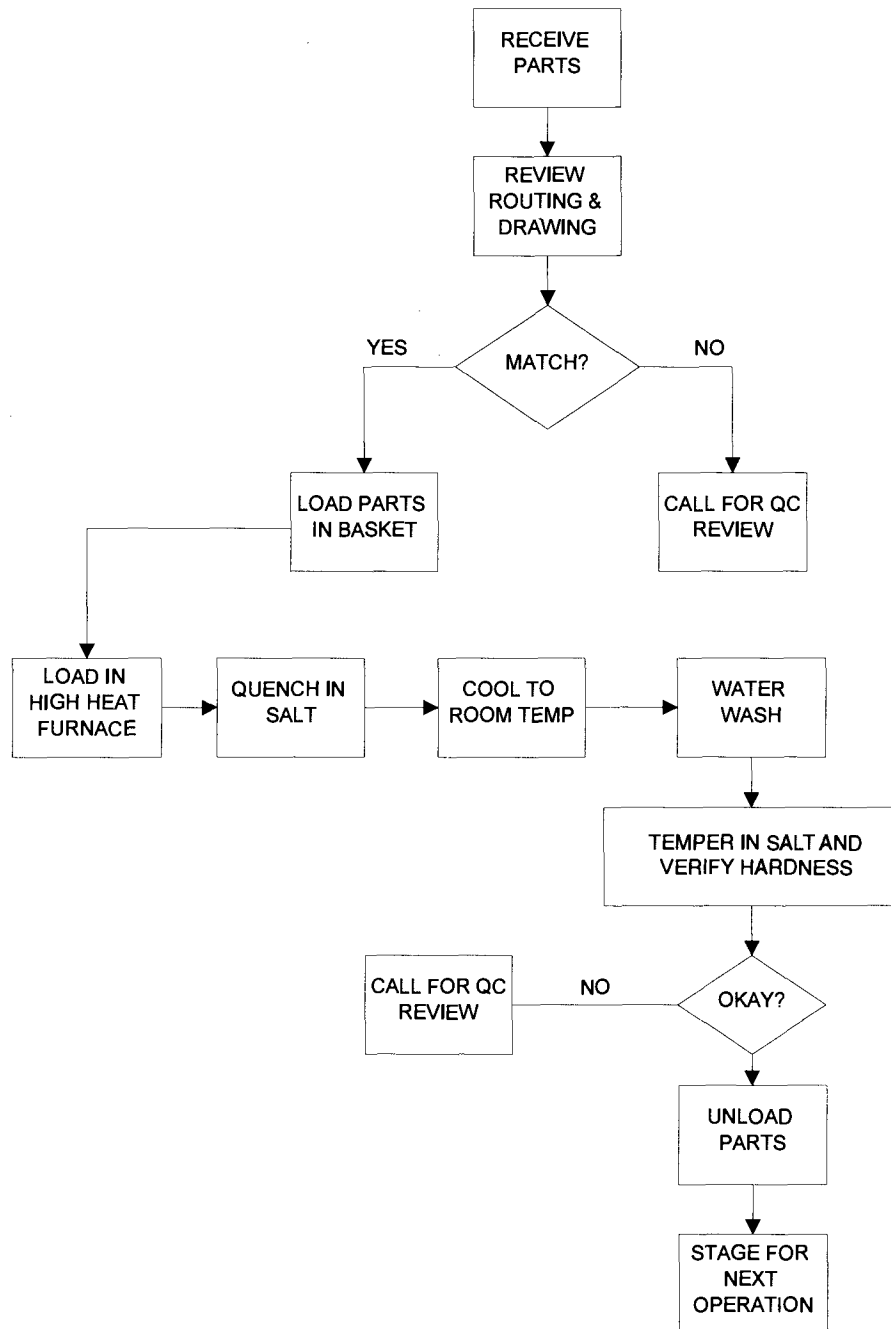 RECEIVE
PARTS
REVIEW
ROUTING &
DRAWING
YES
MATCH?
NO
LOAD PARTS
IN BASKET
CALL FOR QC
REVIEW
LOAD IN
HIGH HEAT
FURNACE
QUENCH IN
SALT
COOL TO
ROOM TEMP
WATER
WASH
TEMPER IN SALT AND
VERIFY HARDNESS
CALL FOR QC
REVIEW
NO
OKAY?
UNLOAD
PARTS
STAGE FOR
NEXT
OPERATION